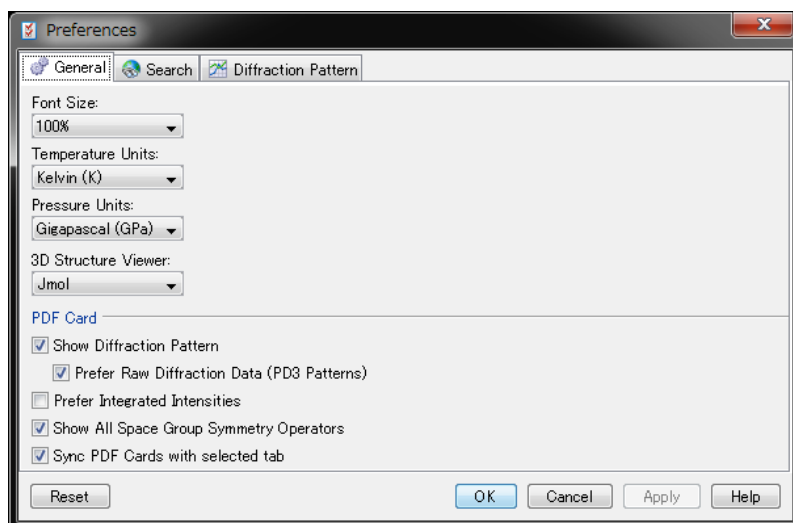 Preferences
General Search Diffraction Pattern
Font Size:
100%
Temperature Units:
Kelvin (K)
Pressure Units:
Gigapascal (GPa)
3D Structure Viewer:
Jmol
PDF Card
Show Diffraction Pattern
Prefer Raw Diffraction Data (PD3 Patterns)
Prefer Integrated Intensities
Show All Space Group Symmetry Operators
Sync PDF Cards with selected tab
Reset OK Cancel Apply Help